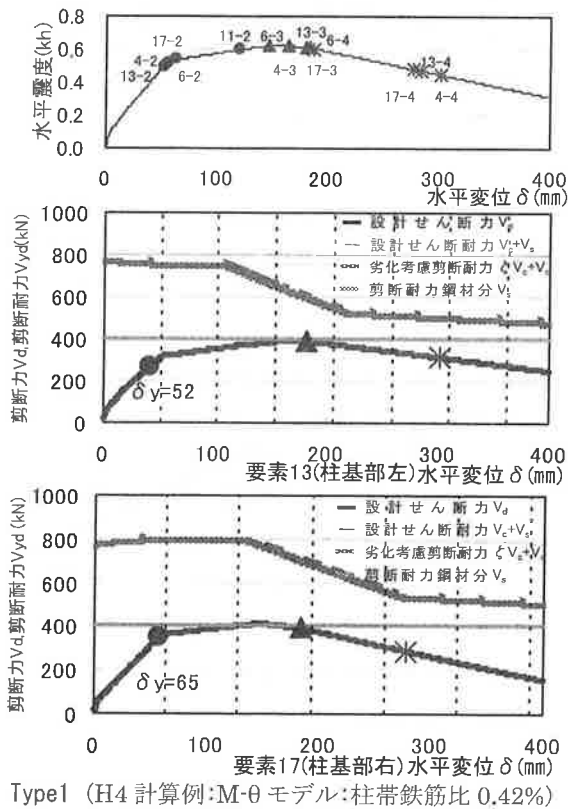 水平震度(kh)
0.8
0.6
0.4
0.2
0.0
17-2
4-2
13-2
6-2
11-2
6-3
13-3
6-4
4-3
17-3
13-4
17-4
4-4
0 100 200 300 400
水平変位δ(mm)
剪断力Vd,剪断耐力Vyd(kN)
1000
800
600
400
200
0
設計せん断力V
設計せん断耐力V +Vs
劣化考慮剪断耐力 ζVc+V
剪断耐力鋼材分V
δy=52
0 100 200 300 400
要素13(柱基部左)水平変位δ(mm)
剪断力Vd,剪断耐力Vyd(kN)
1000
800
600
400
200
0
設計せん断力Vd
設計せん断耐力Vc+Vs
劣化考慮剪断耐力ζVc+V
剪断耐力鋼材分Vs
δy=65
0 100 200 300 400
要素17(柱基部右)水平変位δ(mm)
Type1 (H4計算例:M-θモデル:柱帯鉄筋比 0.42%)